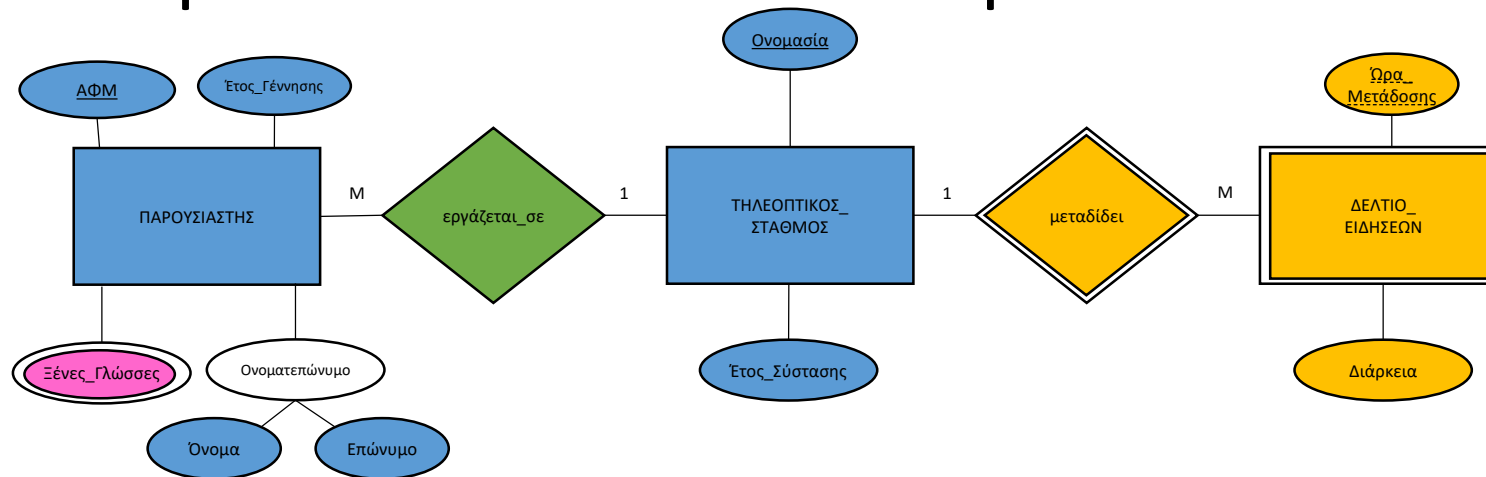 Ονομασία
ΑΦΜ
Έτος_Γέννησης
Ώρα_
Μετάδοσης
ΠΑΡΟΥΣΙΑΣΤΗΣ
M
εργάζεται_σε
1
ΤΗΛΕΟΠΤΙΚΟΣ_
ΣΤΑΘΜΟΣ
1
μεταδίδει
M
ΔΕΛΤΙΟ_
ΕΙΔΗΣΕΩΝ
Ξένες_Γλώσσες
Ονοματεπώνυμο
Έτος_Σύστασης
Διάρκεια
Όνομα
Επώνυμο